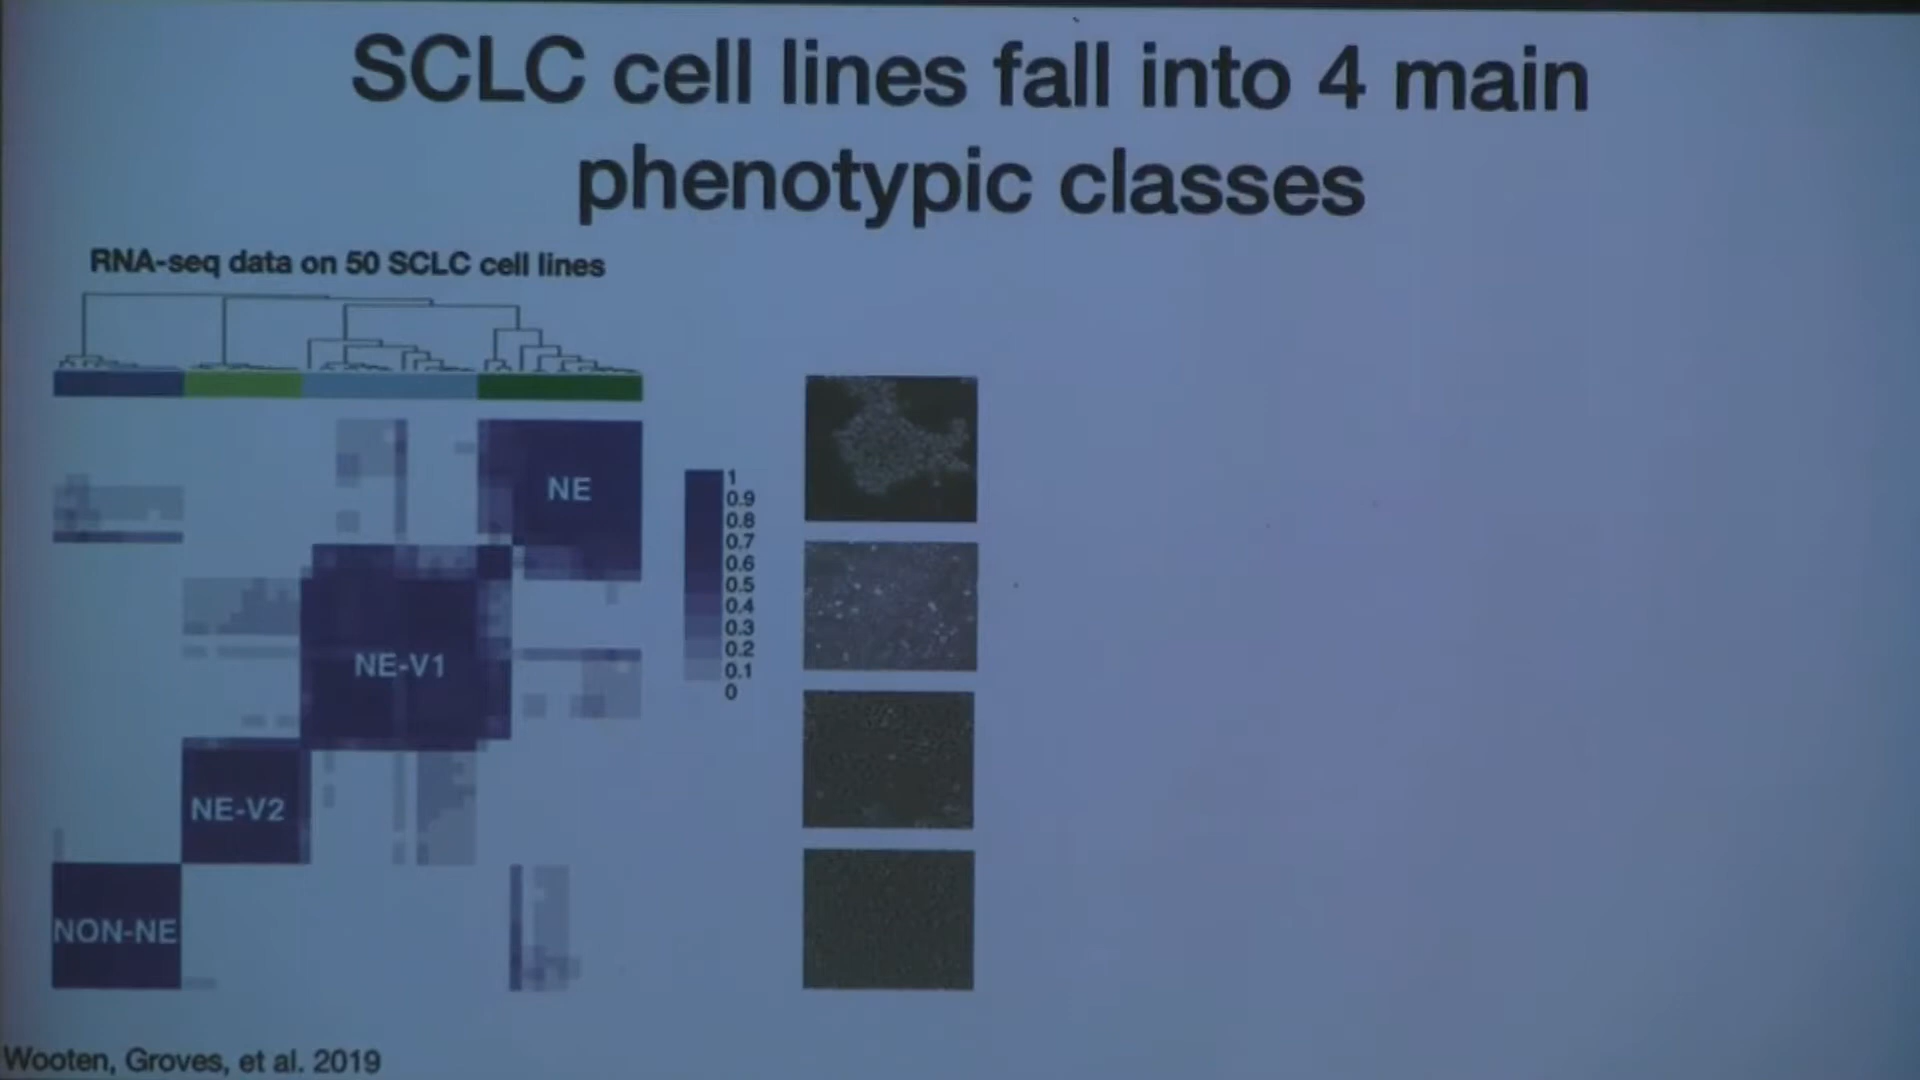 SCLC cell lines fall into 4 main
phenotypic classes
RNA-seq data on 50 SCLC cell lines
NE
1
0.9
0.8
0.7
0.6
0.5
0.4
0.3
0.2
0.1
0
NE-V1
NE-V2
NON-NE
Wooten, Groves, et al. 2019